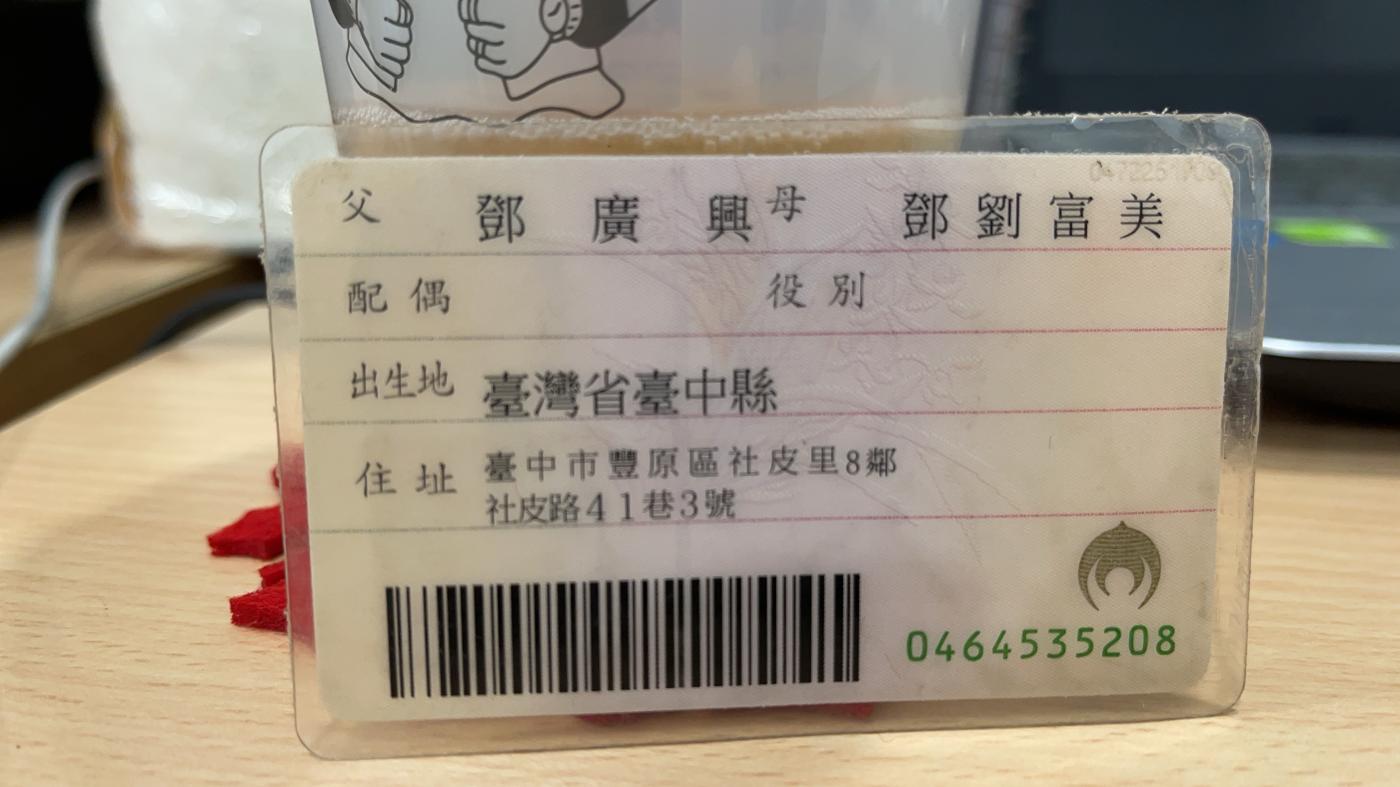 父 鄧廣興 母 鄧劉富美
配偶 役別
出生地 臺灣省臺中縣
住址 臺中市豐原區社皮里8鄰
社皮路41巷3號
0464535208